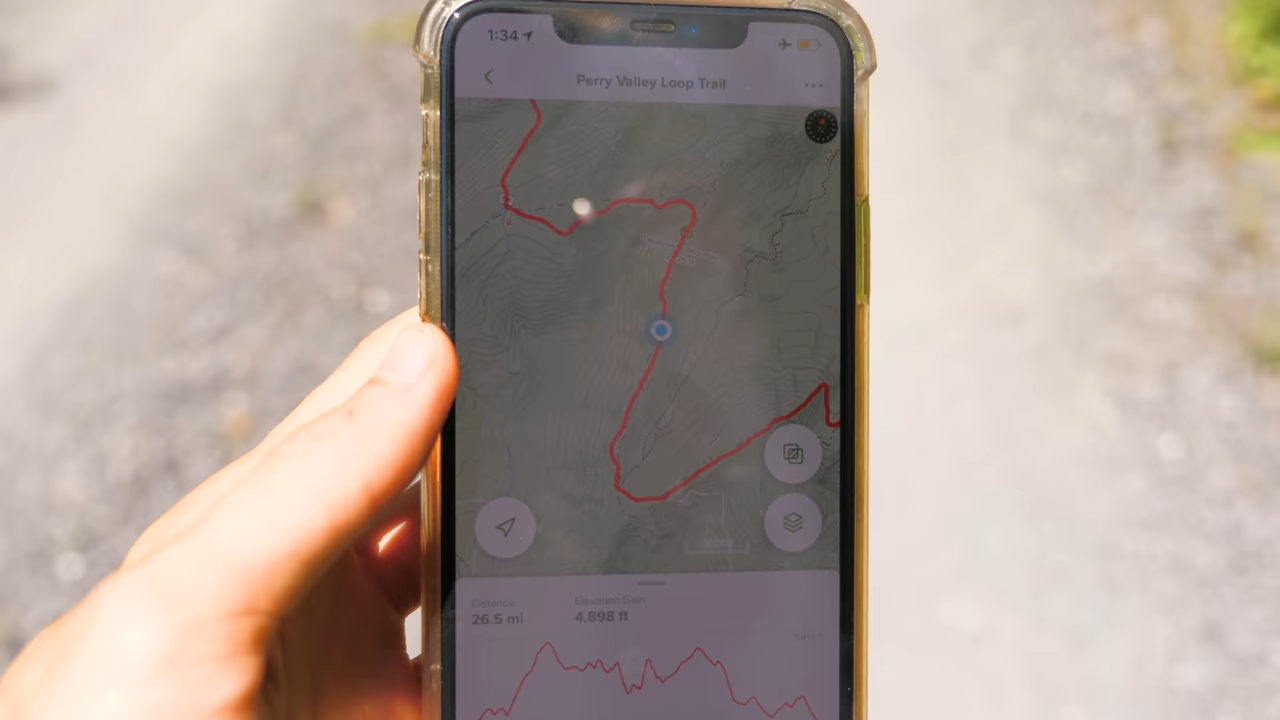 1:34
Perry Valley Loop Trail
Distance
Elevation Gain
26.5 mi
4,898 ft